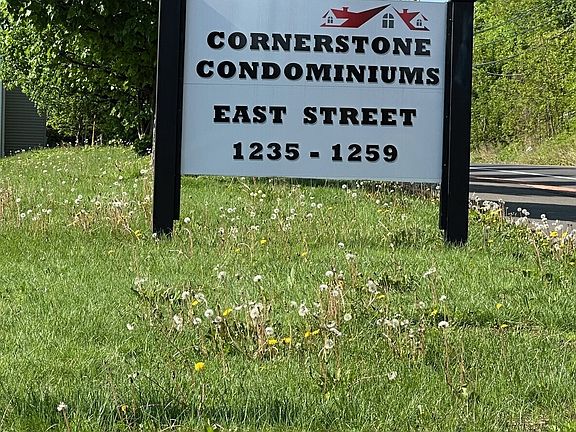 CORNERSTONE
CONDOMINIUMS
EAST STREET
1235 - 1259